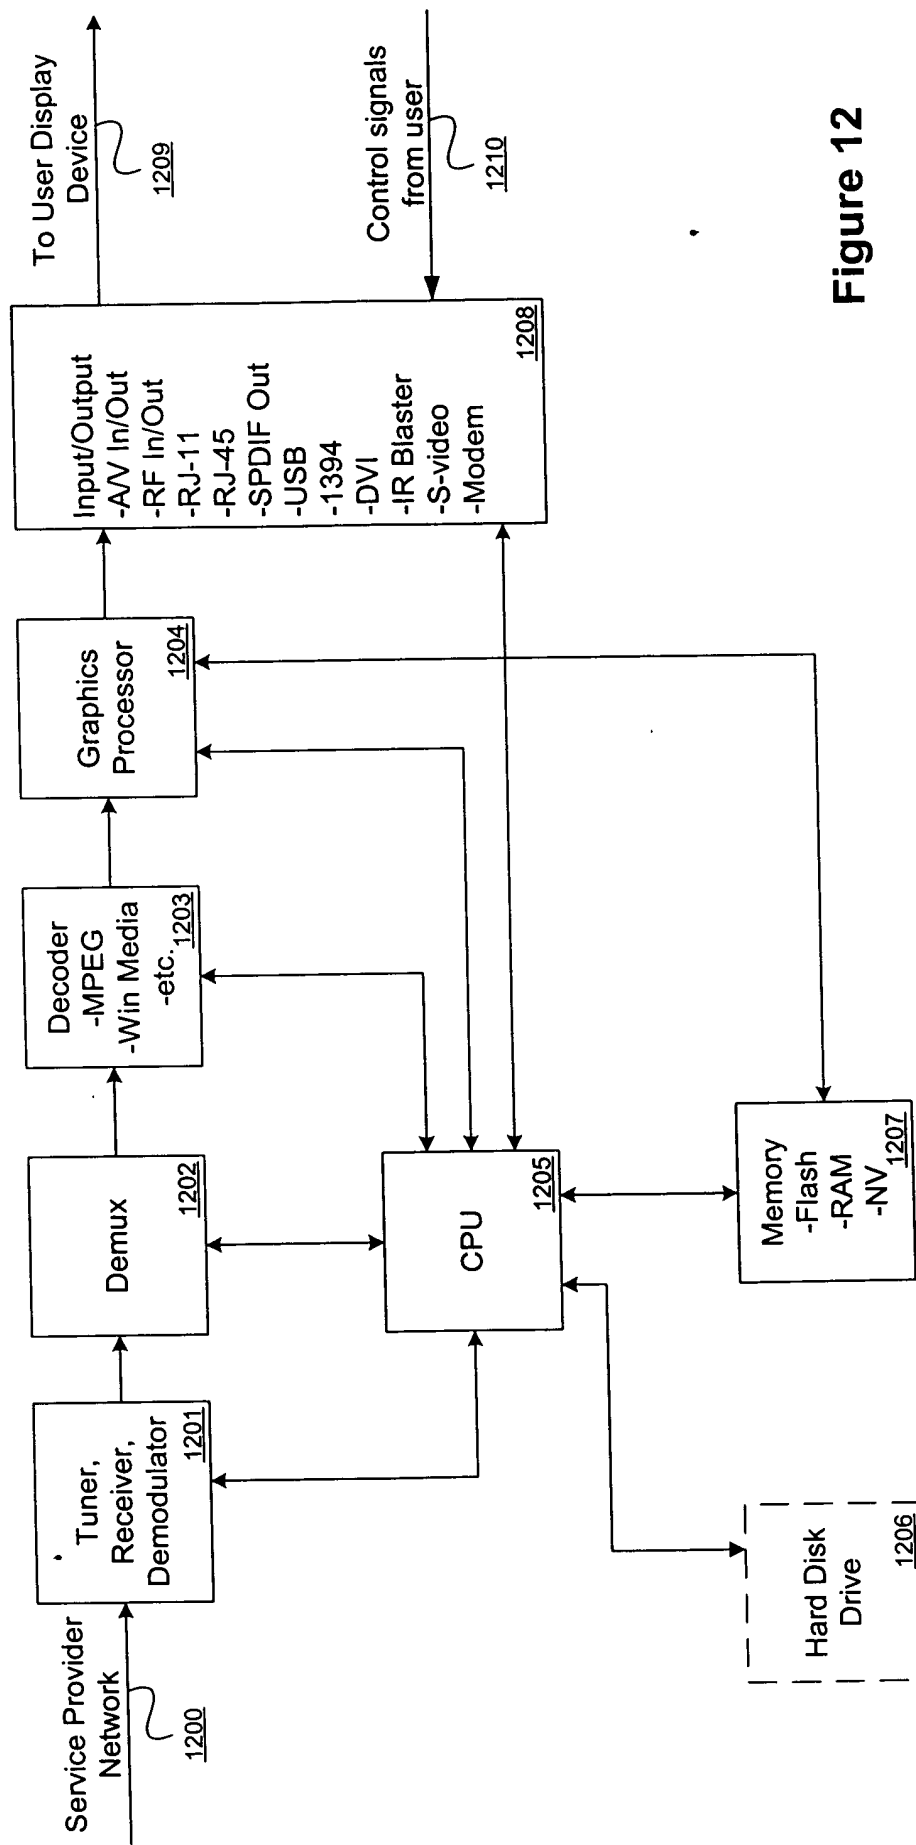 Service Provider
Network
1200
Tuner,
Receiver,
Demodulator
1201
Demux
1202
Decoder
-MPEG
-Win Media
-etc.
1203
Graphics
Processor
1204
Input/Output
-A/V In/Out
-RF In/Out
-RJ-11
-RJ-45
-SPDIF Out
-USB
-1394
-DVI
-IR Blaster
-S-video
-Modem
1208
To User Display
Device
1209
Control signals
from user
1210
CPU
1205
Hard Disk
Drive
1206
Memory
-Flash
-RAM
-NV
1207
Figure 12